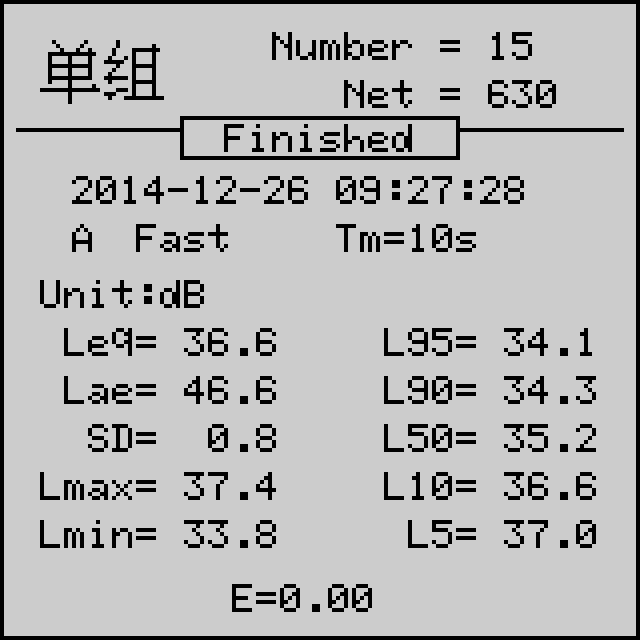 单组 Number = 15
Net = 630
Finished
2014-12-26 09:27:28
A Fast Tm=10s
Unit:dB
Leq= 36.6 L95= 34.1
Lae= 46.6 L90= 34.3
SD= 0.8 L50= 35.2
Lmax= 37.4 L10= 36.6
Lmin= 33.8 L5= 37.0
E=0.00